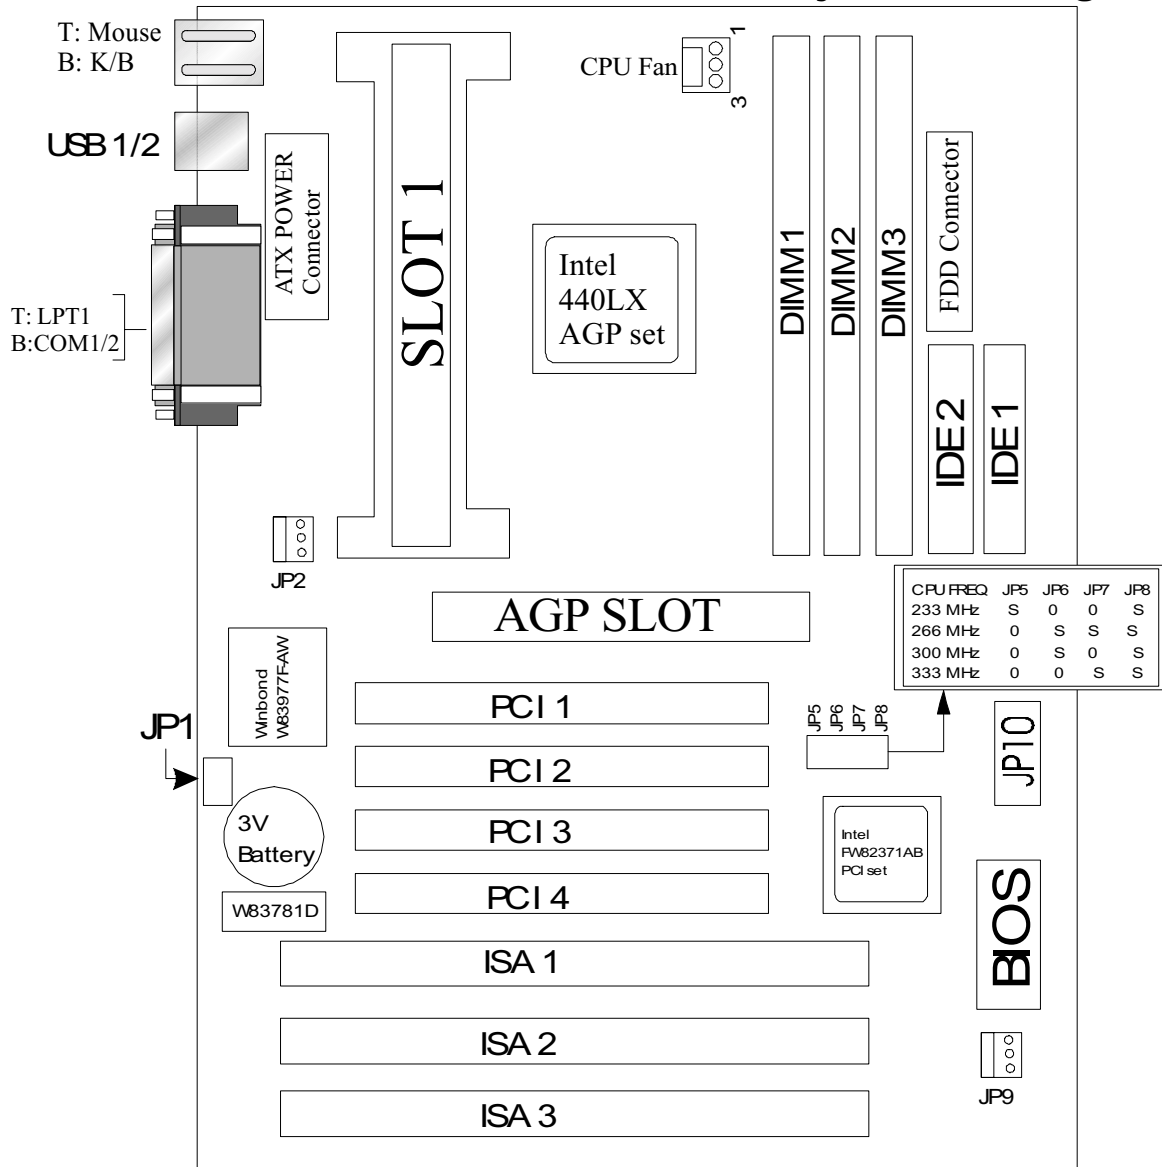 T: Mouse
B: K/B
USB 1/2
ATX POWER
Connector
T: LPT1
B:COM1/2
SLOT 1
CPU Fan
1
3
Intel
440LX
AGP set
DIMM1
DIMM2
DIMM3
FDD Connector
IDE2
IDE1
JP2
AGP SLOT
CPU FREQ JP5 JP6 JP7 JP8
233 MHz S 0 0 S
266 MHz 0 S S S
300 MHz 0 S 0 S
333 MHz 0 0 S S
Winbond
W83977F-AW
JP1
3V
Battery
W83781D
PCI 1
PCI 2
PCI 3
PCI 4
JP5
JP6
JP7
JP8
JP10
Intel
FW82371AB
PCI set
BIOS
ISA 1
ISA 2
ISA 3
JP9